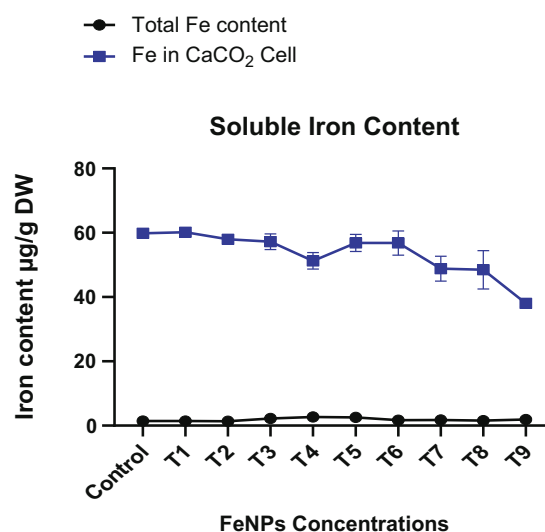 Total Fe content
Fe in CaCO₂ Cell
Soluble Iron Content
Iron content µg/g DW
80
60
40
20
0
Control
T1
T2
T3
T4
T5
T6
T7
T8
T9
FeNPs Concentrations